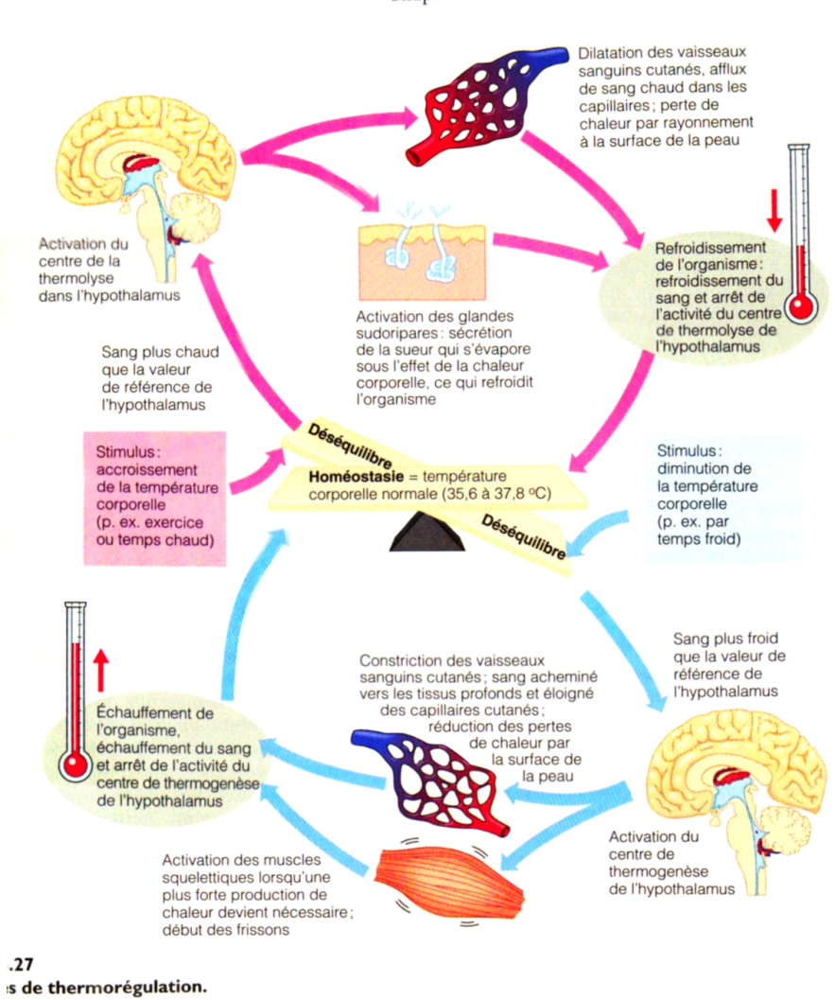 Dilatation des vaisseaux
sanguins cutanés, afflux
de sang chaud dans les
capillaires ; perte de
chaleur par rayonnement
à la surface de la peau
Activation du
centre de la
thermolyse
dans l'hypothalamus
Activation des glandes
sudoripares : sécrétion
de la sueur qui s'évapore
sous l'effet de la chaleur
corporelle, ce qui refroidit
l'organisme
Refroidissement
de l'organisme :
refroidissement du
sang et arrêt de
l'activité du centre
de thermolyse de
l'hypothalamus
Sang plus chaud
que la valeur
de référence de
l'hypothalamus
Stimulus :
accroissement
de la température
corporelle
(p. ex. exercice
ou temps chaud)
Déséquilibre
Homéostasie = température
corporelle normale (35,6 à 37,8 ºC)
Déséquilibre
Stimulus :
diminution de
la température
corporelle
(p. ex. par
temps froid)
Sang plus froid
que la valeur de
référence de
l'hypothalamus
Constriction des vaisseaux
sanguins cutanés ; sang acheminé
vers les tissus profonds et éloigné
des capillaires cutanés ;
réduction des pertes
de chaleur par
la surface de
la peau
Échauffement de
l'organisme,
échauffement du sang
et arrêt de l'activité du
centre de thermogenèse
de l'hypothalamus
Activation du
centre de
thermogenèse
de l'hypothalamus
Activation des muscles
squelettiques lorsqu'une
plus forte production de
chaleur devient nécessaire ;
début des frissons
.27
s de thermorégulation.